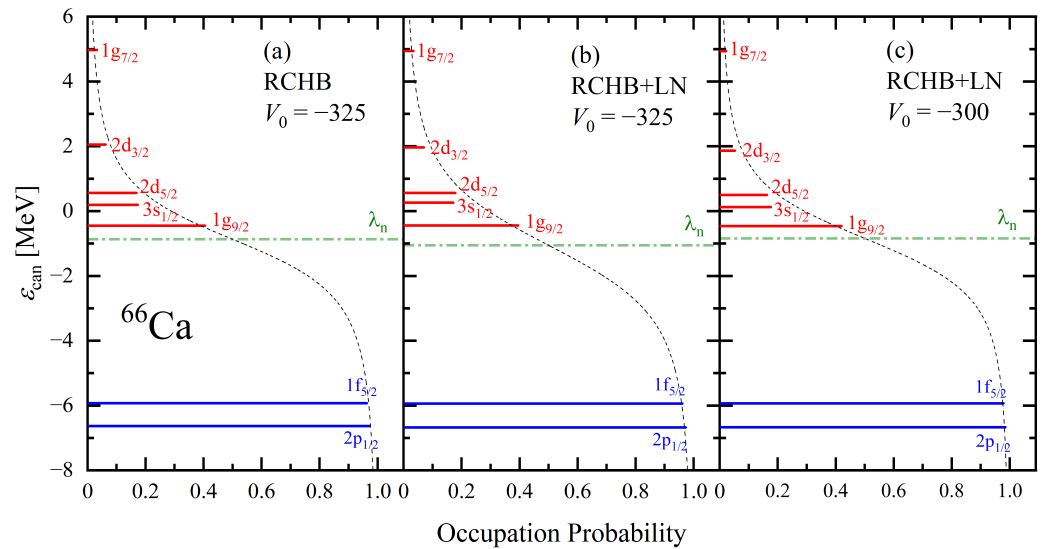 6
4
2
0
−2
−4
−6
−8
ε_can [MeV]
(a)
RCHB
V₀ = −325
1g₇/₂
2d₃/₂
2d₅/₂
3s₁/₂
1g₉/₂
⁶⁶Ca
1f₅/₂
2p₁/₂
0 0.2 0.4 0.6 0.8 1.0
(b)
RCHB+LN
V₀ = −325
1g₇/₂
2d₃/₂
2d₅/₂
3s₁/₂
λₙ
1g₉/₂
1f₅/₂
2p₁/₂
0 0.2 0.4 0.6 0.8 1.0
(c)
RCHB+LN
V₀ = −300
1g₇/₂
2d₃/₂
2d₅/₂
3s₁/₂
λₙ
1g₉/₂
1f₅/₂
2p₁/₂
0 0.2 0.4 0.6 0.8 1.0
λₙ
Occupation Probability